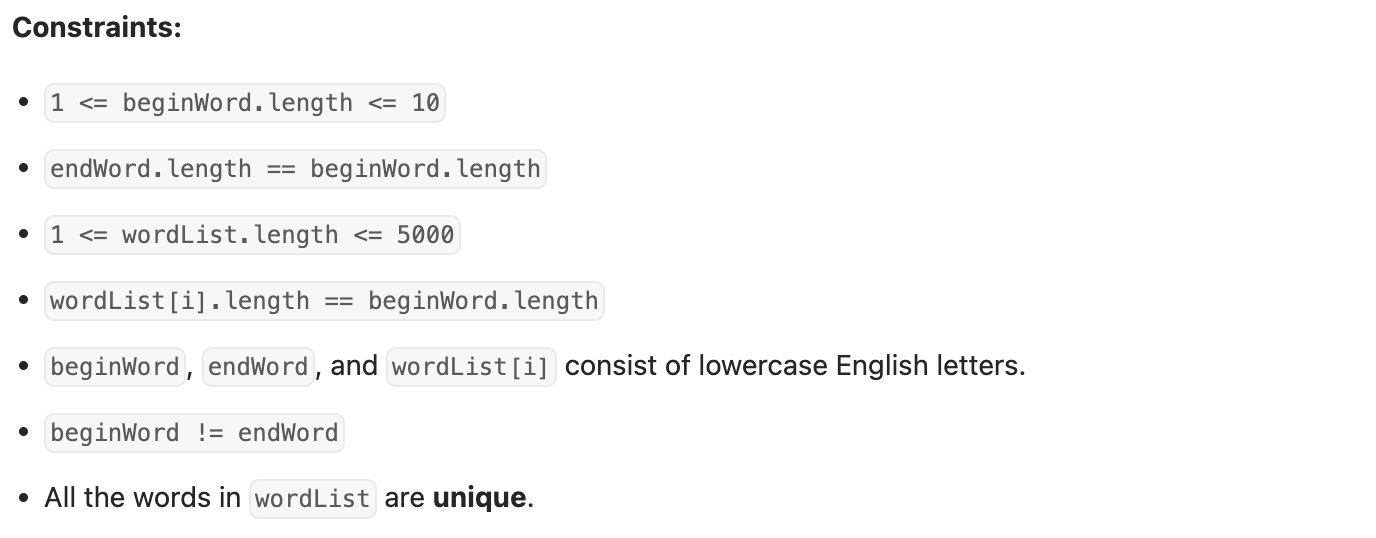 Constraints:
• 1 <= beginWord.length <= 10
• endWord.length == beginWord.length
• 1 <= wordList.length <= 5000
• wordList[i].length == beginWord.length
• beginWord, endWord, and wordList[i] consist of lowercase English letters.
• beginWord != endWord
• All the words in wordList are unique.